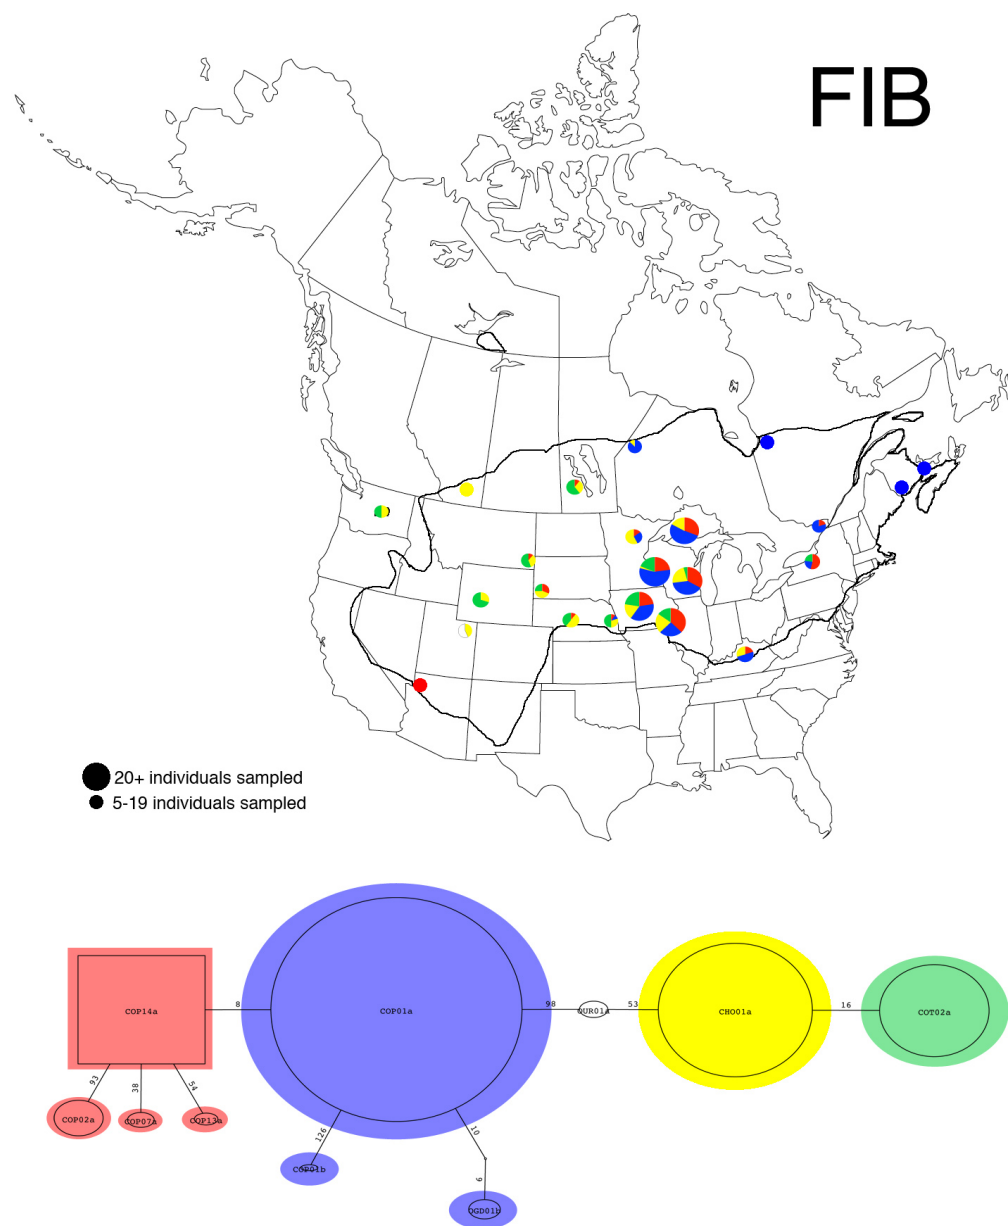 FIB
20+ individuals sampled
5-19 individuals sampled
COP14a
8
COP01a
98
OUR01a
53
CHO01a
16
COT02a
93
38
54
COP02a
COP07a
COP13a
126
10
COP01b
6
OGD01b